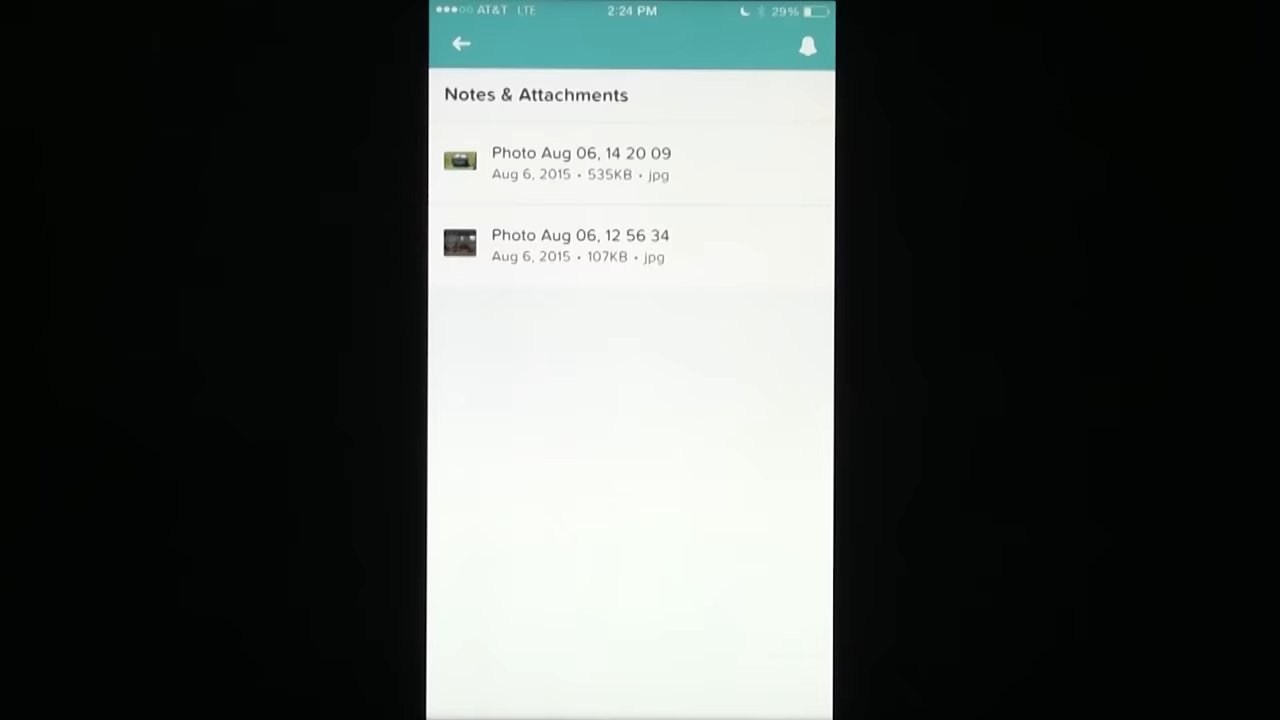 AT&T LTE 2:24 PM 29%
Notes & Attachments
Photo Aug 06, 14 20 09
Aug 6, 2015 • 535KB • jpg
Photo Aug 06, 12 56 34
Aug 6, 2015 • 107KB • jpg